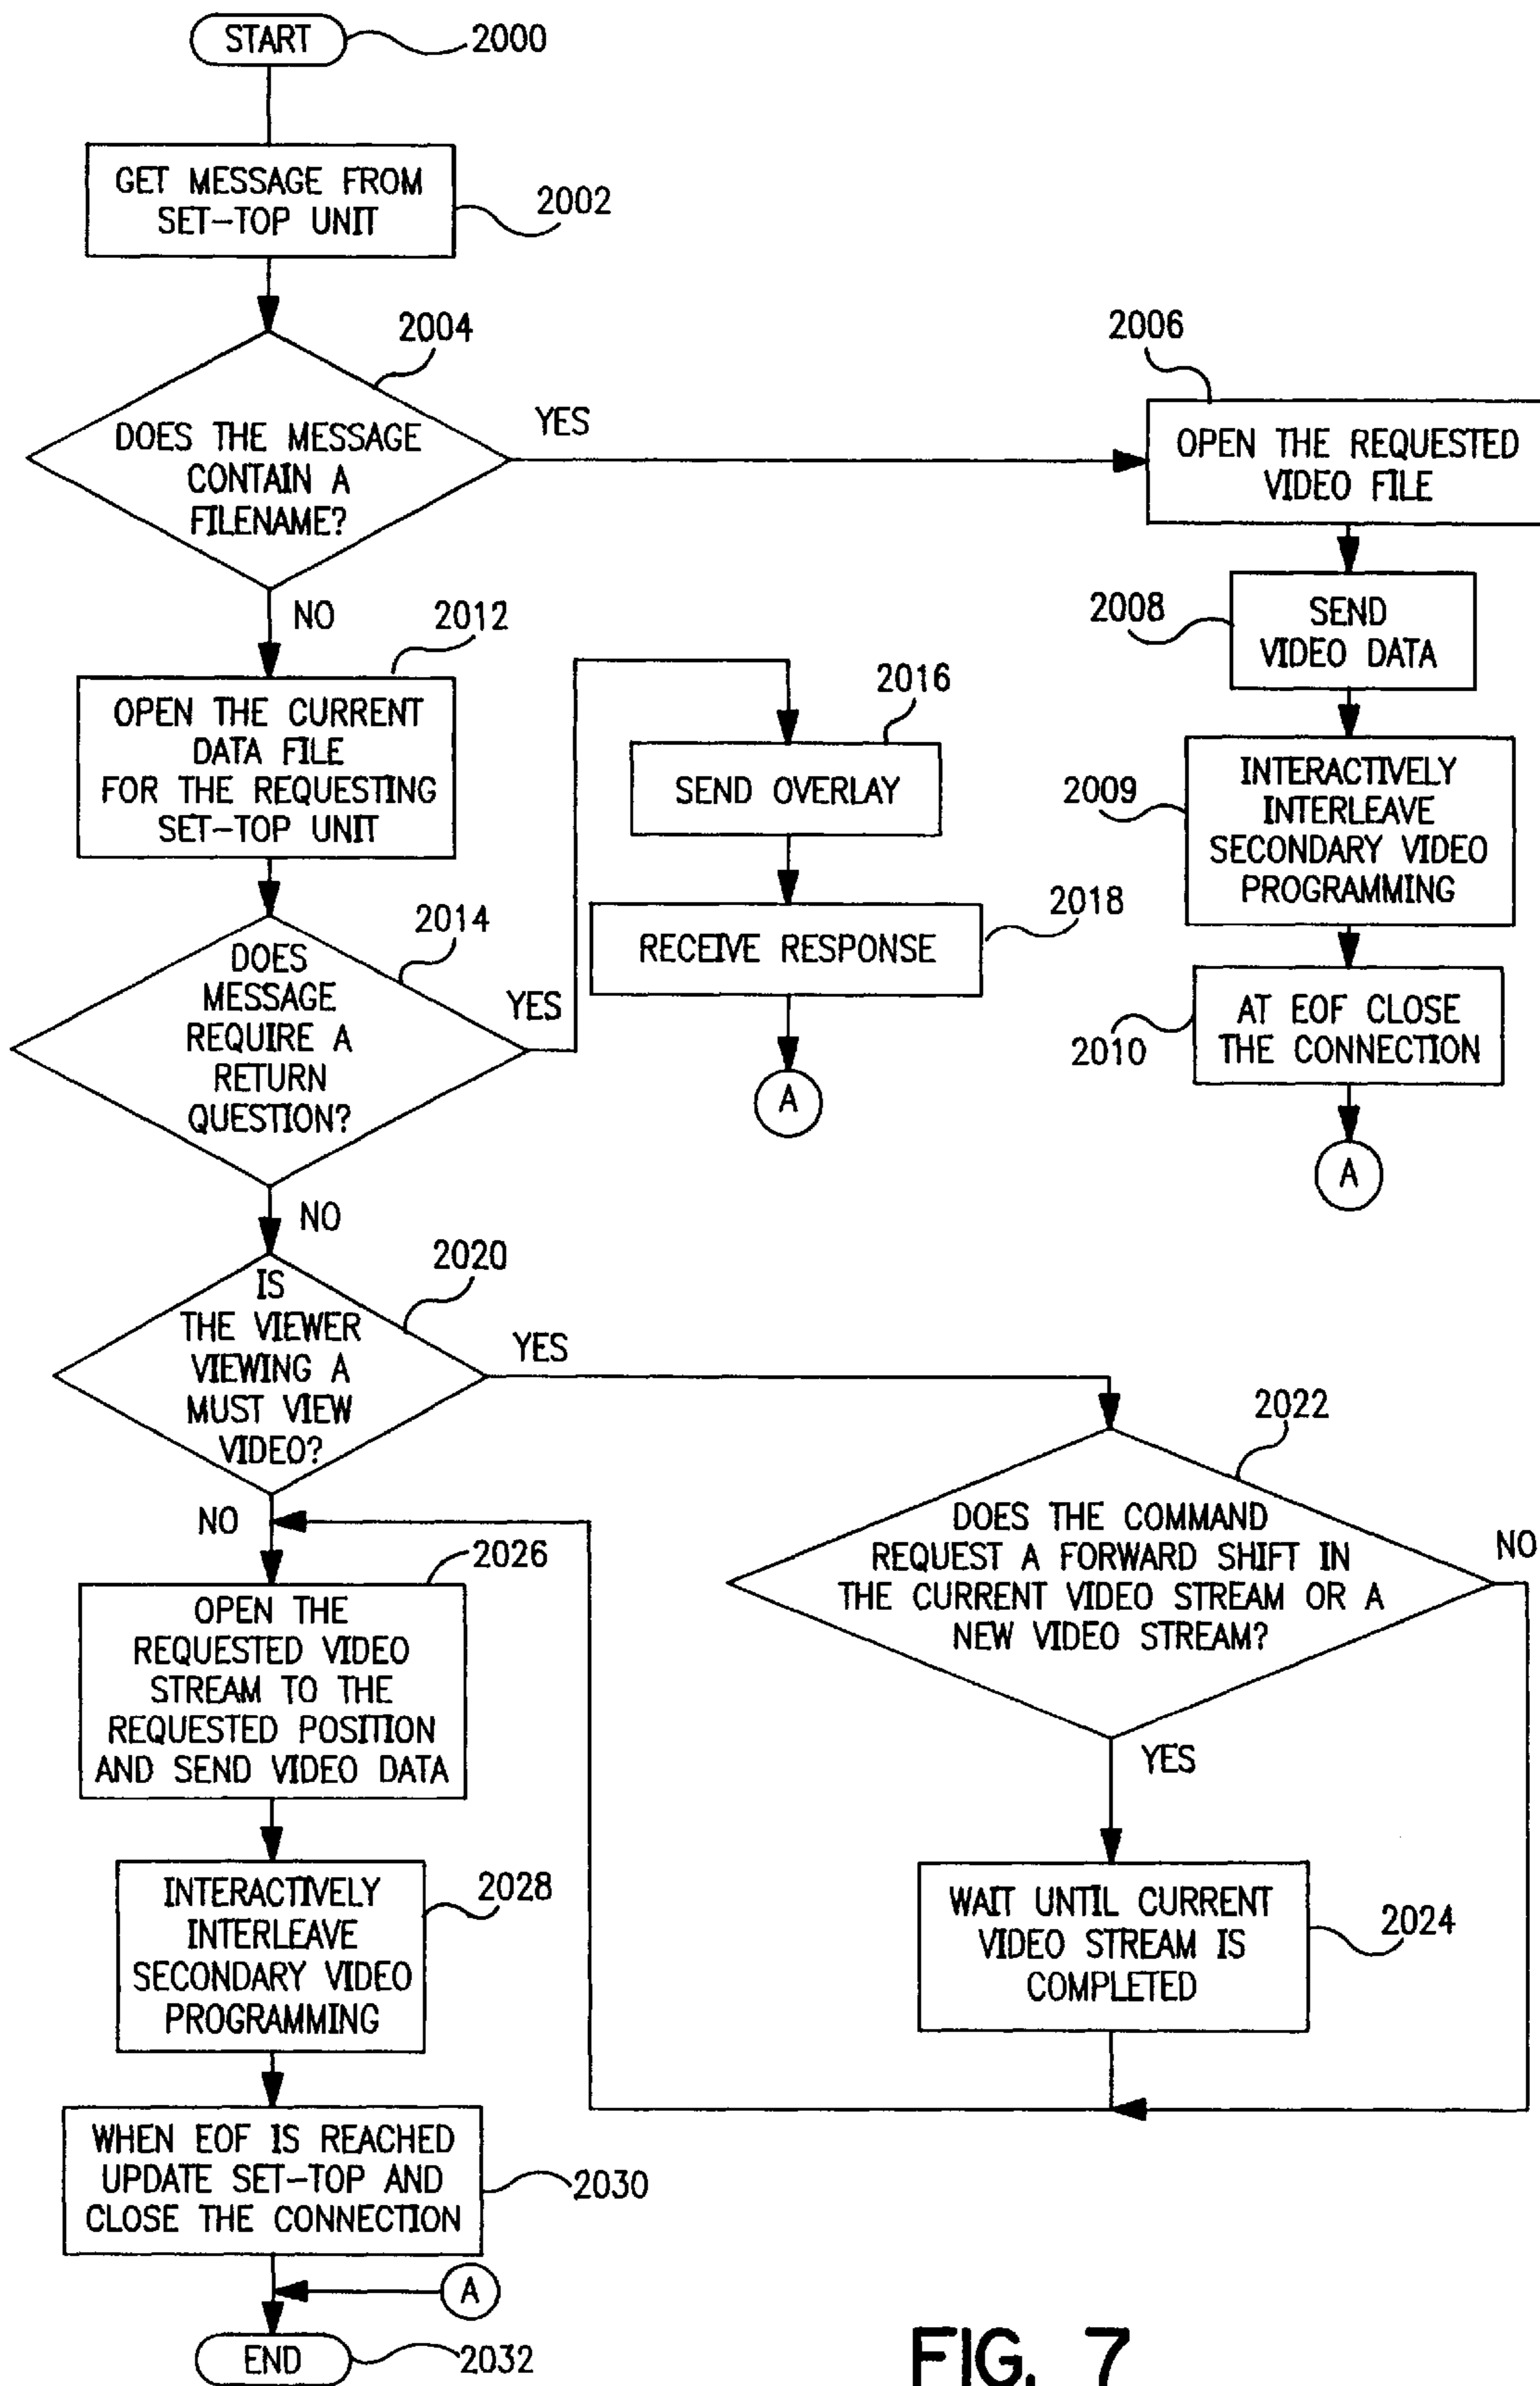 START
2000
GET MESSAGE FROM
SET-TOP UNIT
2002
2004
DOES THE MESSAGE
CONTAIN A
FILENAME?
YES
NO
2006
OPEN THE REQUESTED
VIDEO FILE
2008
SEND
VIDEO DATA
2009
INTERACTIVELY
INTERLEAVE
SECONDARY VIDEO
PROGRAMMING
2010
AT EOF CLOSE
THE CONNECTION
A
2012
OPEN THE CURRENT
DATA FILE
FOR THE REQUESTING
SET-TOP UNIT
2014
DOES
MESSAGE
REQUIRE A
RETURN
QUESTION?
YES
NO
2016
SEND OVERLAY
RECEIVE RESPONSE
2018
A
2020
IS
THE VIEWER
VIEWING A
MUST VIEW
VIDEO?
YES
NO
2022
DOES THE COMMAND
REQUEST A FORWARD SHIFT IN
THE CURRENT VIDEO STREAM OR A
NEW VIDEO STREAM?
NO
YES
WAIT UNTIL CURRENT
VIDEO STREAM IS
COMPLETED
2024
2026
OPEN THE
REQUESTED VIDEO
STREAM TO THE
REQUESTED POSITION
AND SEND VIDEO DATA
INTERACTIVELY
INTERLEAVE
SECONDARY VIDEO
PROGRAMMING
2028
WHEN EOF IS REACHED
UPDATE SET-TOP AND
CLOSE THE CONNECTION
2030
A
END
2032
FIG. 7